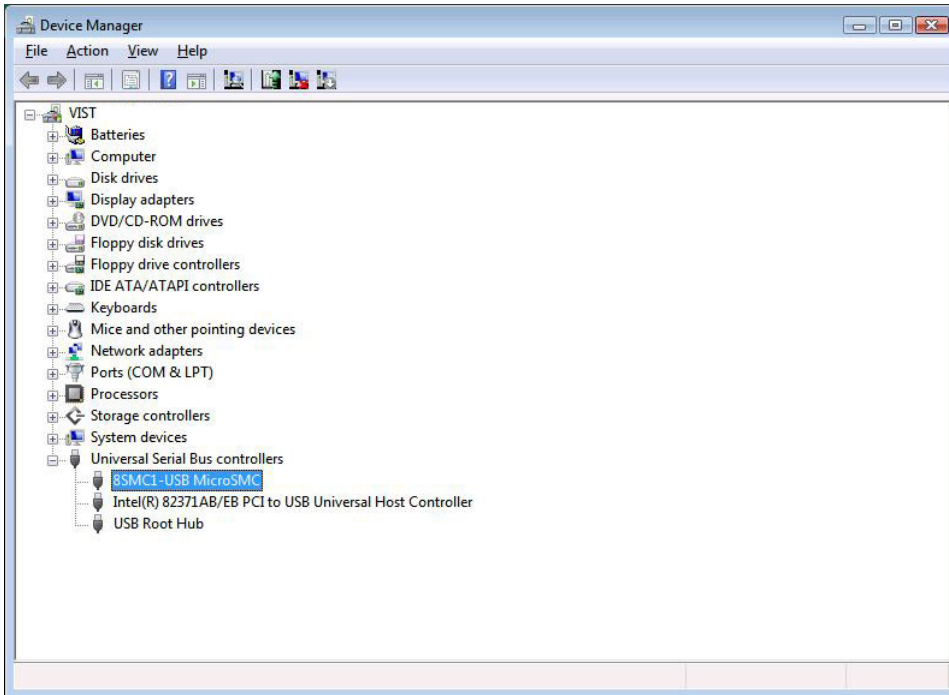 Device Manager
File Action View Help
VIST
Batteries
Computer
Disk drives
Display adapters
DVD/CD-ROM drives
Floppy disk drives
Floppy drive controllers
IDE ATA/ATAPI controllers
Keyboards
Mice and other pointing devices
Network adapters
Ports (COM & LPT)
Processors
Storage controllers
System devices
Universal Serial Bus controllers
8SMC1-USB MicroSMC
Intel(R) 82371AB/EB PCI to USB Universal Host Controller
USB Root Hub